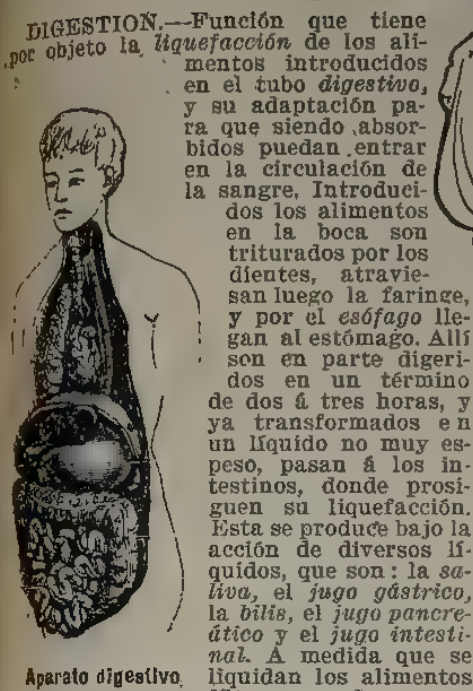 DIGESTION.—Función que tiene
por objeto la liquefacción de los ali-
mentos introducidos
en el tubo digestivo,
y su adaptación pa-
ra que siendo absor-
bidos puedan entrar
en la circulación de
la sangre, Introduci-
dos los alimentos
en la boca son
triturados por los
dientes, atravie-
san luego la faringe,
y por el esófago lle-
gan al estómago. Allí
son en parte digeri-
dos en un término
de dos á tres horas, y
ya transformados en
un líquido no muy es-
peso, pasan á los in-
testinos, donde prosi-
guen su liquefacción.
Esta se produce bajo la
acción de diversos lí-
quidos, que son: la sa-
liva, el jugo gástrico,
la bilis, el jugo pancre-
ático y el jugo intesti-
nal. A medida que se
liquidan los alimentos
Aparato digestivo